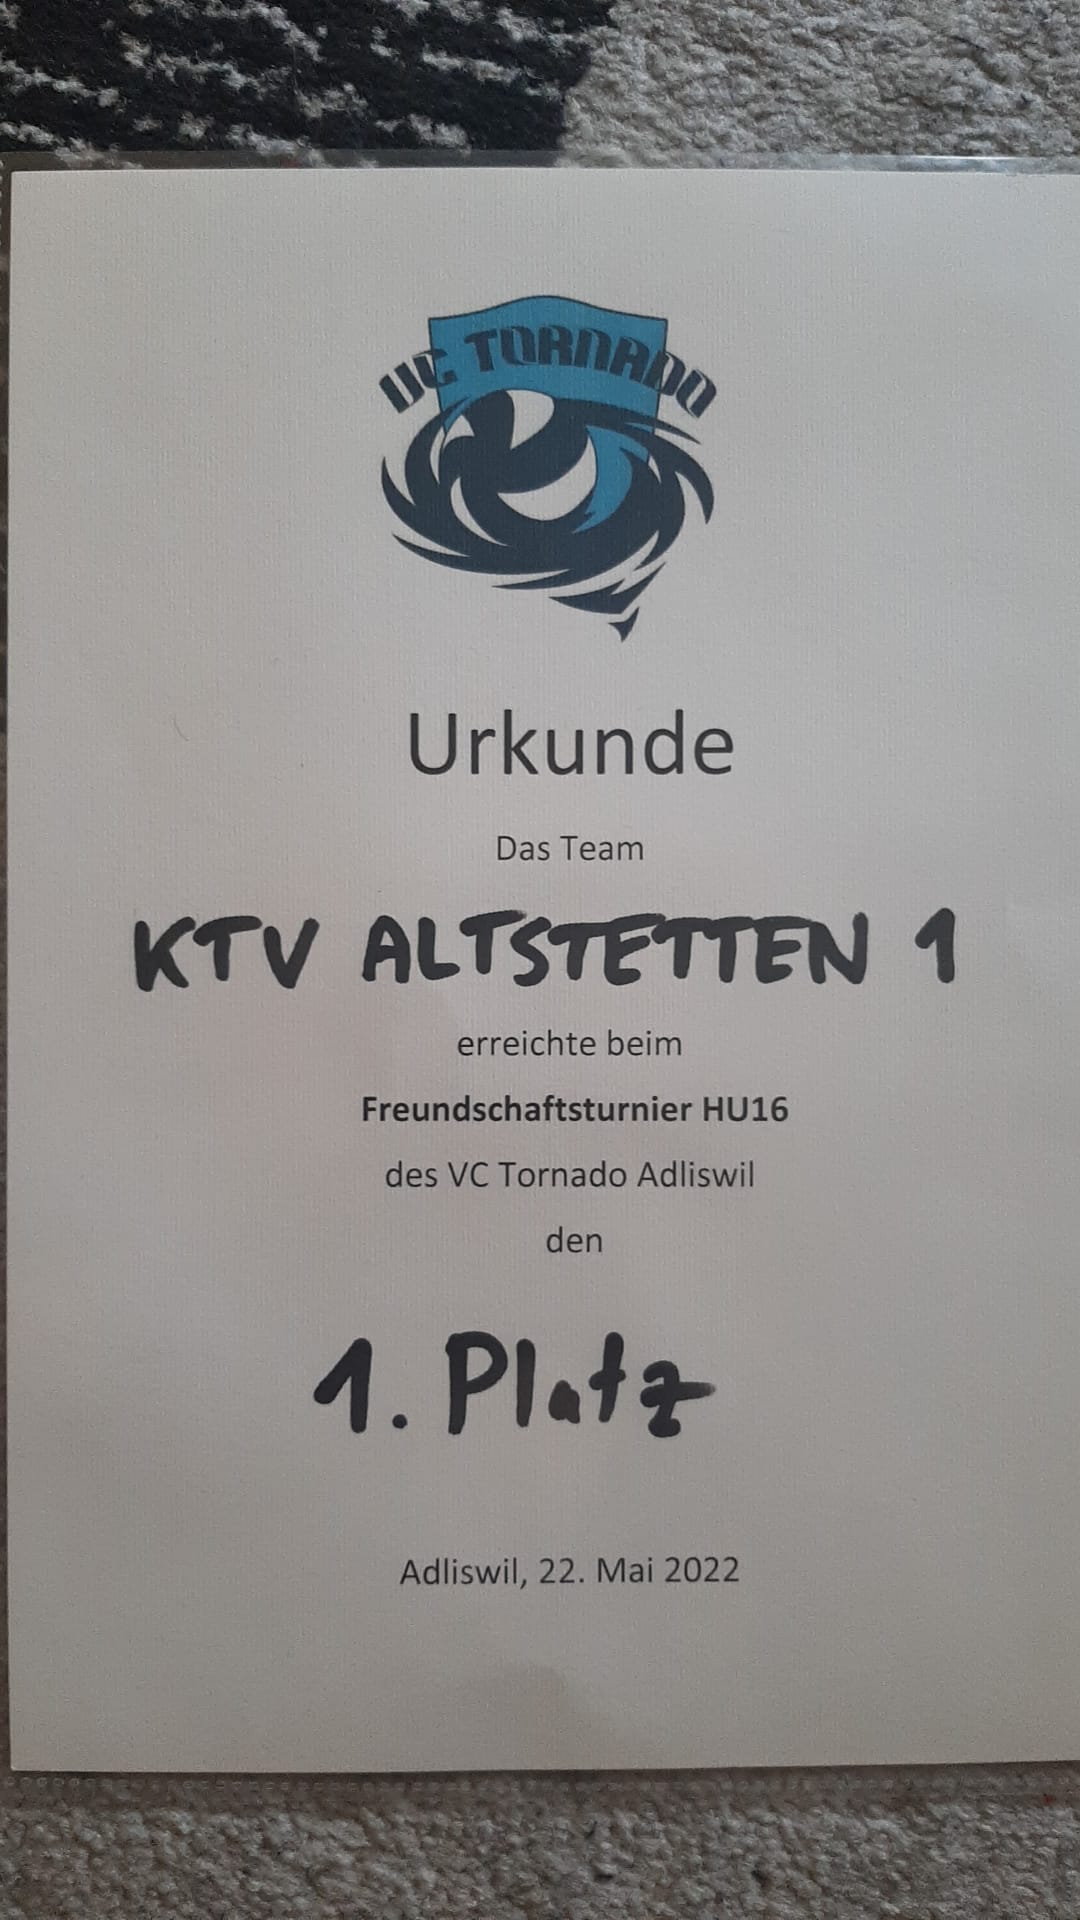 VC TORNADO
Urkunde
Das Team
KTV ALTSTETTEN 1
erreichte beim
Freundschaftsturnier HU16
des VC Tornado Adliswil
den
1. Platz
Adliswil, 22. Mai 2022